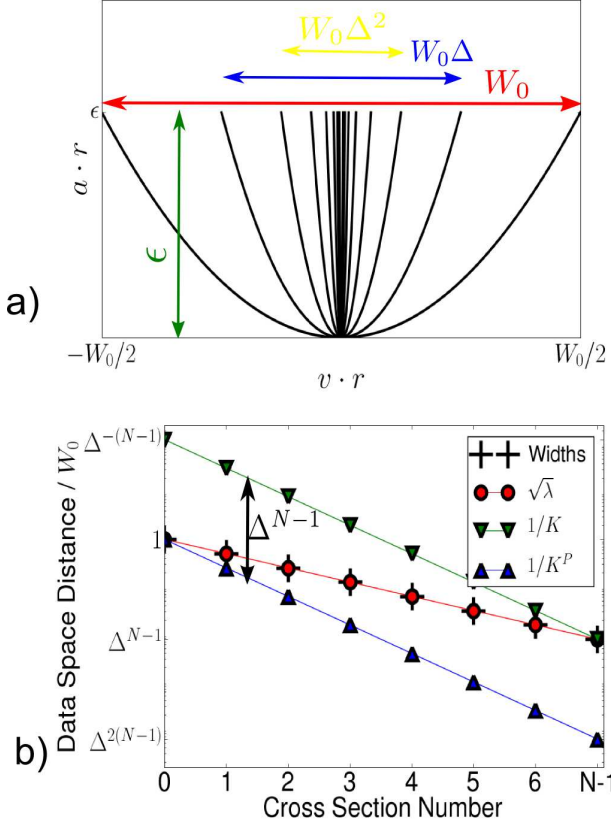 W₀Δ²
W₀Δ
W₀
ϵ
a · r
ϵ
a)
−W₀/2
W₀/2
v · r
Data Space Distance / W₀
Δ^{−(N−1)}
1
Δ^{N−1}
Δ^{2(N−1)}
Δ^{N−1}
Widths
√λ
1/K
1/K^P
b)
0 1 2 3 4 5 6 N-1
Cross Section Number